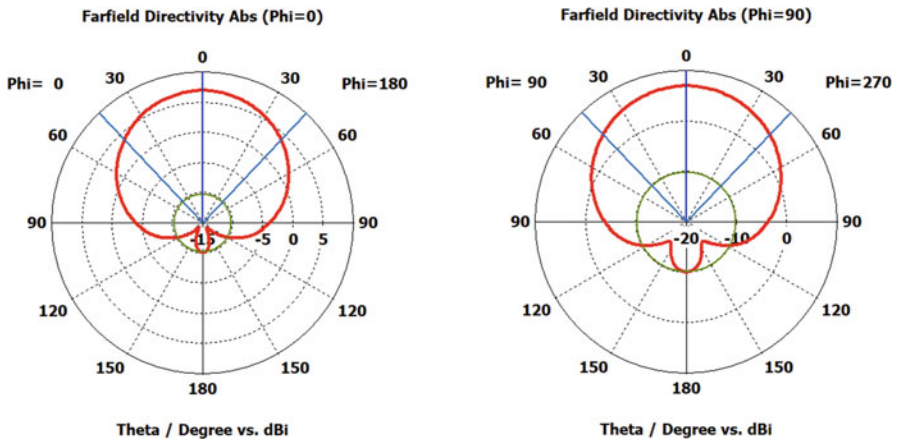 Farfield Directivity Abs (Phi=0)
0
30 30
Phi= 0 Phi=180
60 60
90 90
-15 -5 0 5
120 120
150 150
180
Theta / Degree vs. dBi
Farfield Directivity Abs (Phi=90)
0
30 30
Phi= 90 Phi=270
60 60
90 90
-20 -10 0
120 120
150 150
180
Theta / Degree vs. dBi